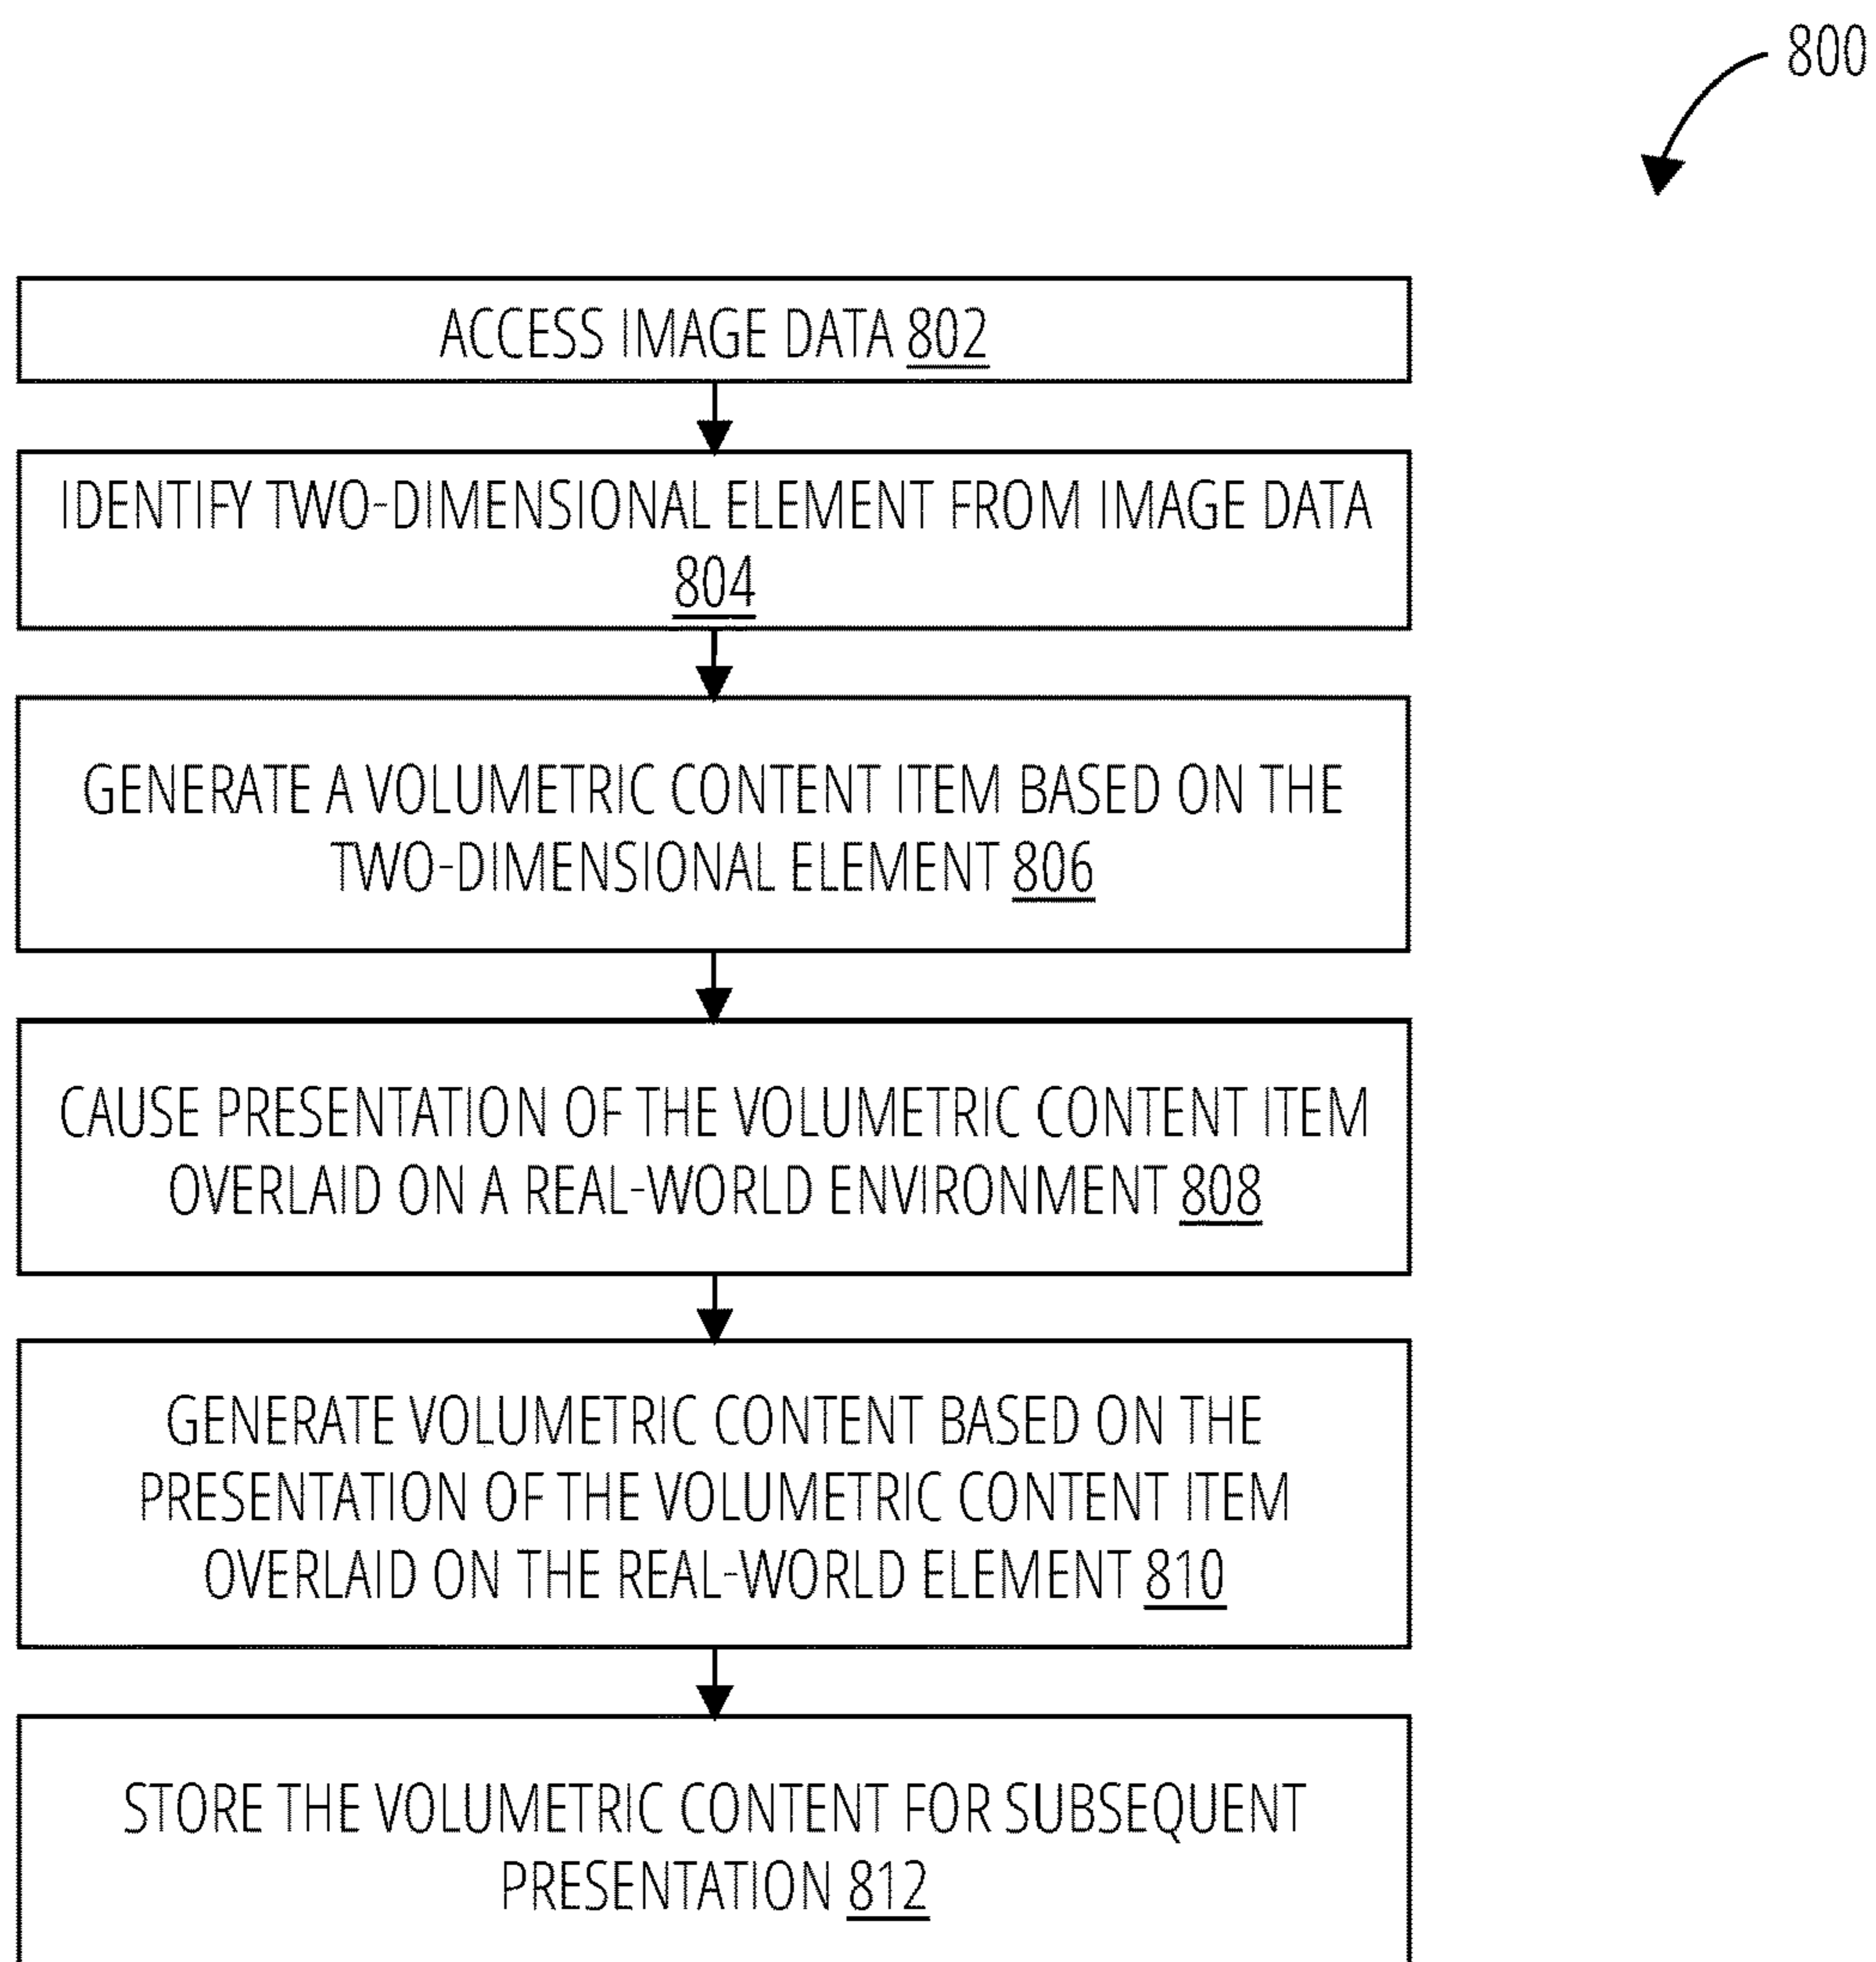 800
ACCESS IMAGE DATA 802
IDENTIFY TWO-DIMENSIONAL ELEMENT FROM IMAGE DATA
804
GENERATE A VOLUMETRIC CONTENT ITEM BASED ON THE
TWO-DIMENSIONAL ELEMENT 806
CAUSE PRESENTATION OF THE VOLUMETRIC CONTENT ITEM
OVERLAID ON A REAL-WORLD ENVIRONMENT 808
GENERATE VOLUMETRIC CONTENT BASED ON THE
PRESENTATION OF THE VOLUMETRIC CONTENT ITEM
OVERLAID ON THE REAL-WORLD ELEMENT 810
STORE THE VOLUMETRIC CONTENT FOR SUBSEQUENT
PRESENTATION 812